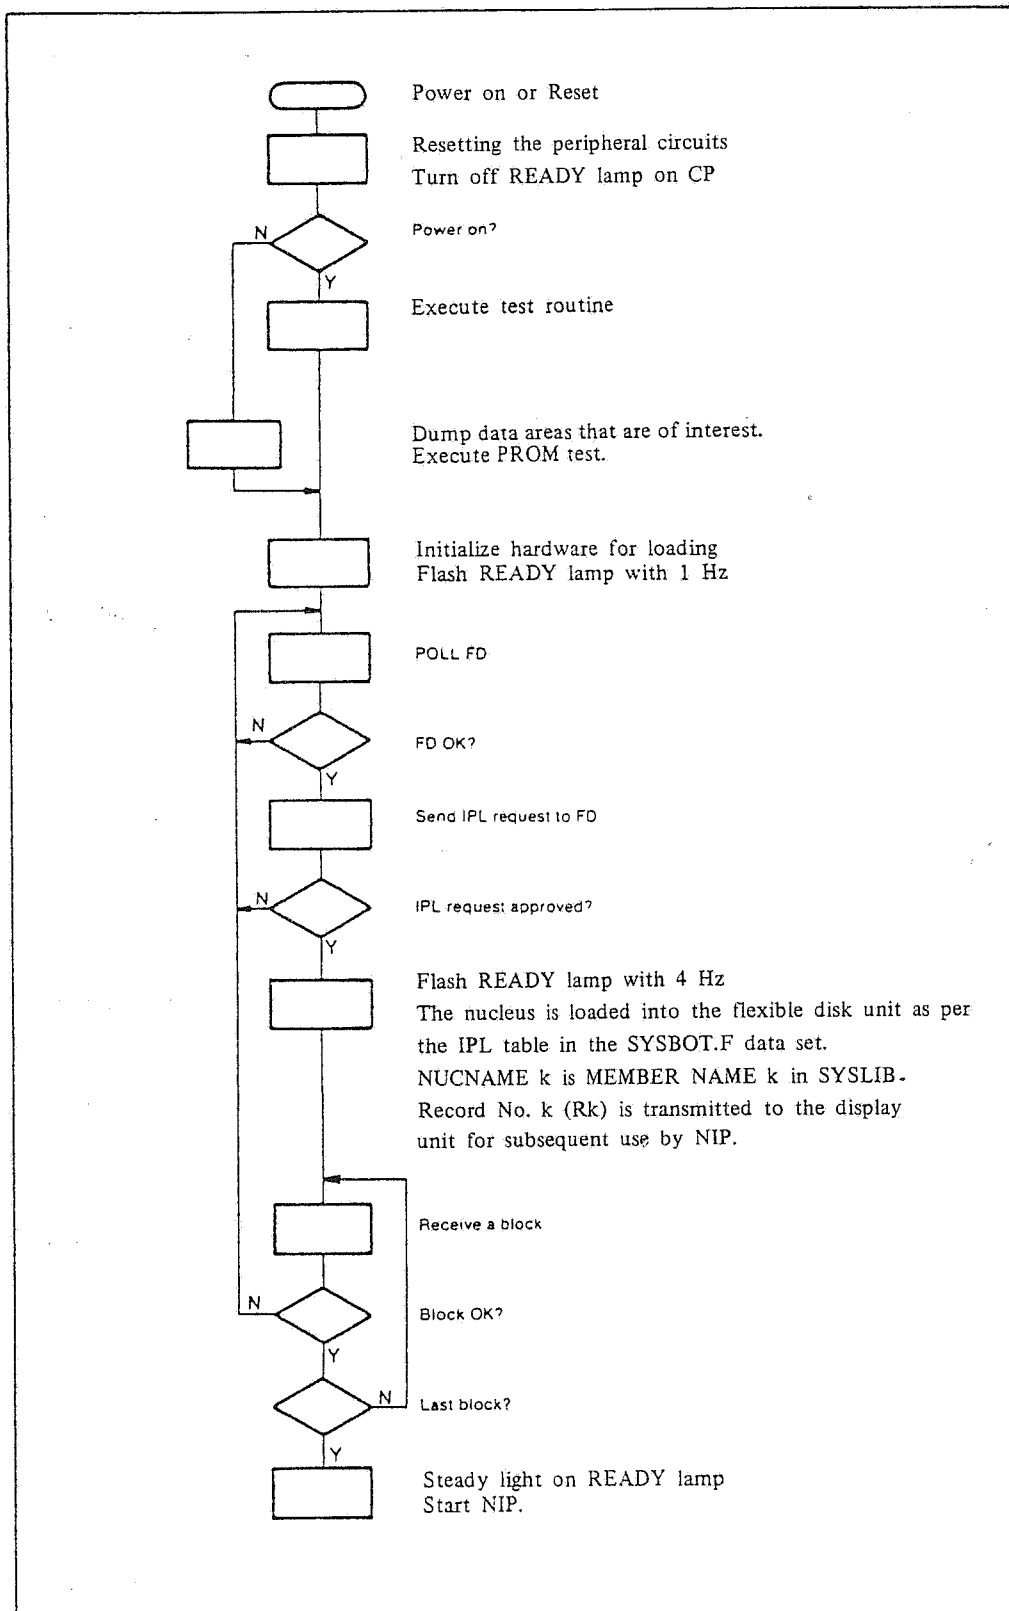 Power on or Reset
Resetting the peripheral circuits
Turn off READY lamp on CP
N
Power on?
Y
Execute test routine
Dump data areas that are of interest.
Execute PROM test.
Initialize hardware for loading
Flash READY lamp with 1 Hz
POLL FD
N
FD OK?
Y
Send IPL request to FD
N
IPL request approved?
Y
Flash READY lamp with 4 Hz
The nucleus is loaded into the flexible disk unit as per
the IPL table in the SYSBOT.F data set.
NUCNAME k is MEMBER NAME k in SYSLIB.
Record No. k (Rk) is transmitted to the display
unit for subsequent use by NIP.
Receive a block
N
Block OK?
Y
N
Last block?
Y
Steady light on READY lamp
Start NIP.